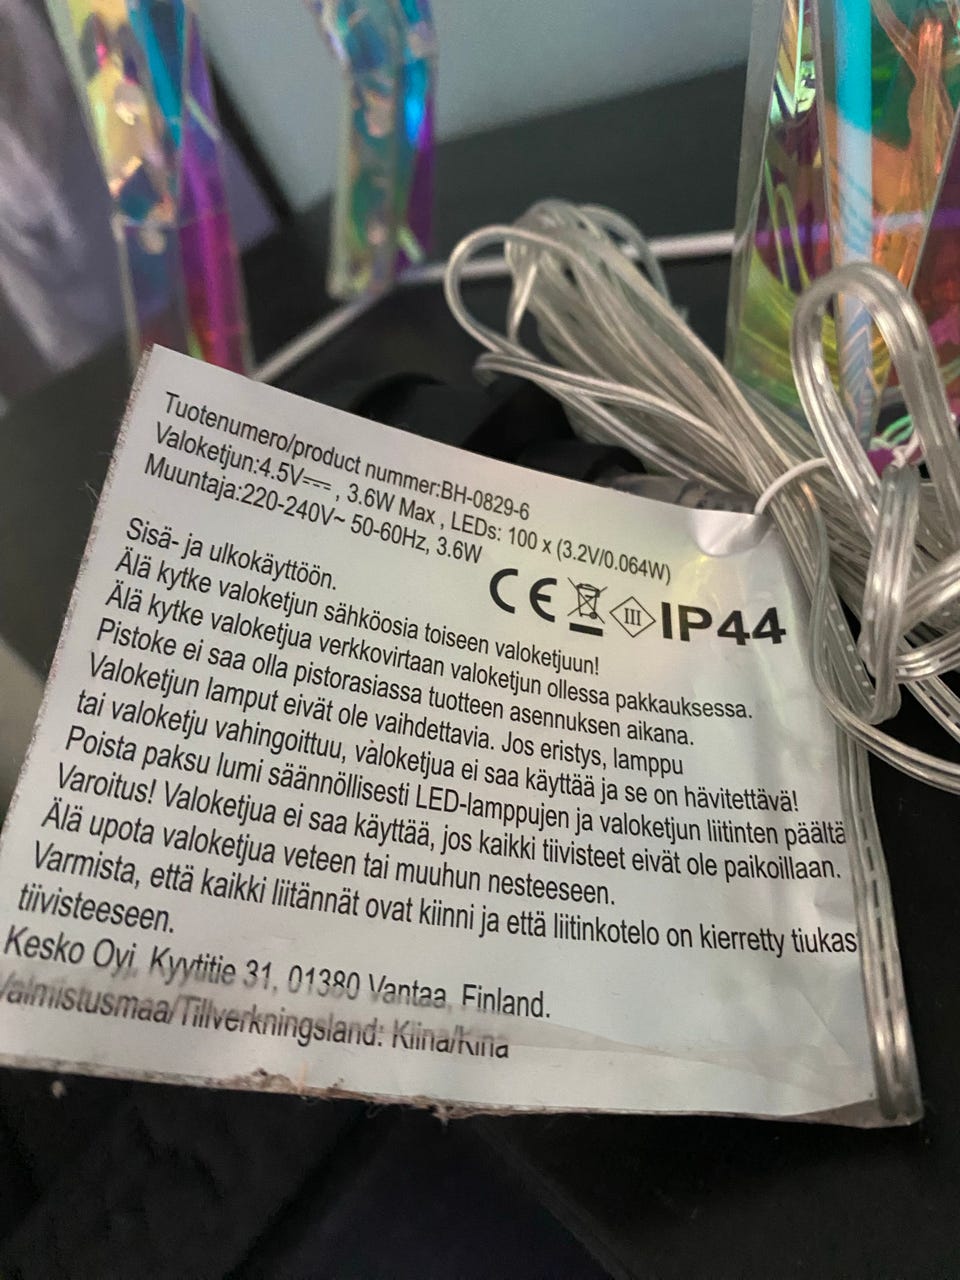 Tuotenumero/product nummer:BH-0829-6
Valoketjun:4.5V⎓ , 3.6W Max , LEDs: 100 x (3.2V/0.064W)
Muuntaja:220-240V~ 50-60Hz, 3.6W
CE III IP44
Sisä- ja ulkokäyttöön.
Älä kytke valoketjun sähköosia toiseen valoketjuun!
Älä kytke valoketjua verkkovirtaan valoketjun ollessa pakkauksessa.
Pistoke ei saa olla pistorasiassa tuotteen asennuksen aikana.
Valoketjun lamput eivät ole vaihdettavia. Jos eristys, lamppu
tai valoketju vahingoittuu, valoketjua ei saa käyttää ja se on hävitettävä!
Poista paksu lumi säännöllisesti LED-lamppujen ja valoketjun liitinten päältä
Varoitus! Valoketjua ei saa käyttää, jos kaikki tiivisteet eivät ole paikoillaan.
Älä upota valoketjua veteen tai muuhun nesteeseen.
Varmista, että kaikki liitännät ovat kiinni ja että liitinkotelo on kierretty tiukas
tiivisteeseen.
Kesko Oyj, Kyytitie 31, 01380 Vantaa, Finland.
Valmistusmaa/Tillverkningsland: Kiina/Kina